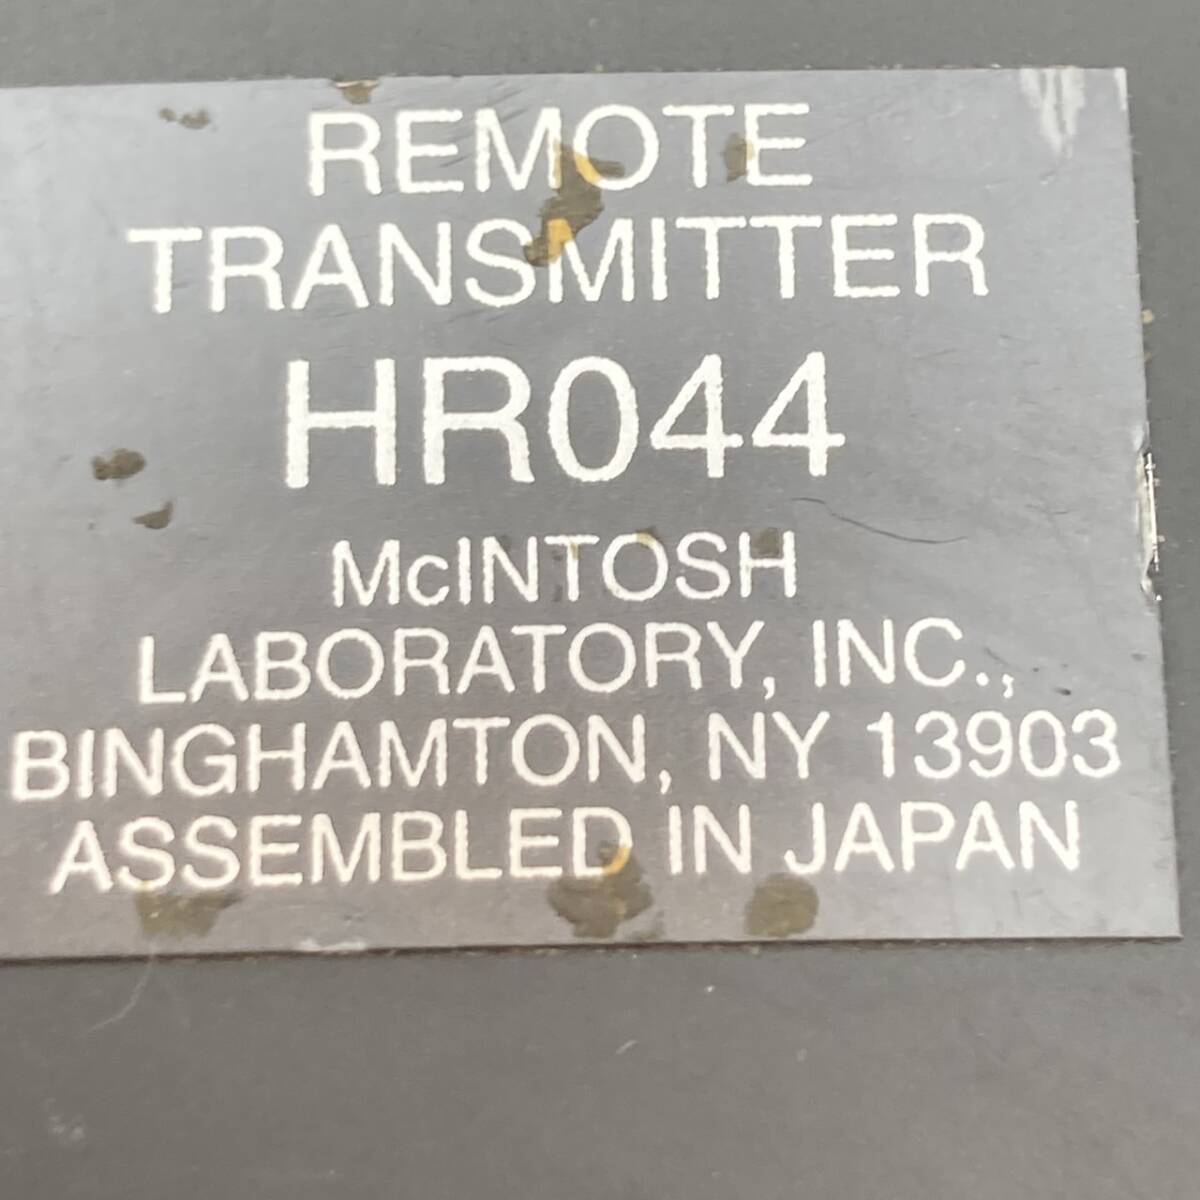 REMOTE
TRANSMITTER
HR044
McINTOSH
LABORATORY, INC.,
BINGHAMTON, NY 13903
ASSEMBLED IN JAPAN